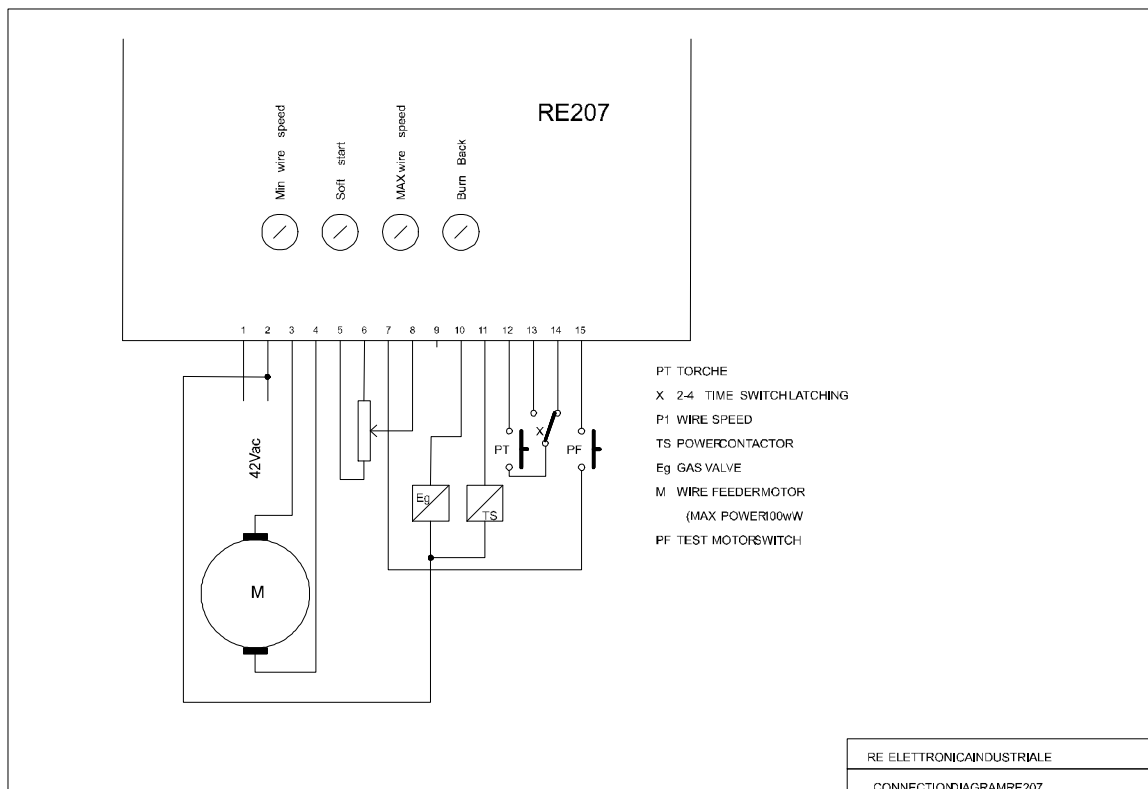 RE207
Min wire speed
Soft start
MAX wire speed
Burn Back
1 2 3 4 5 6 7 8 9 10 11 12 13 14 15
42Vac
M
Eg
TS
PT
X
PF
PT TORCHE
X 2-4 TIME SWITCHLATCHING
P1 WIRE SPEED
TS POWERCONTACTOR
Eg GAS VALVE
M WIRE FEEDERMOTOR
(MAX POWER100wW
PF TEST MOTORSWITCH
RE ELETTRONICAINDUSTRIALE
CONNECTIONDIAGRAMRE207